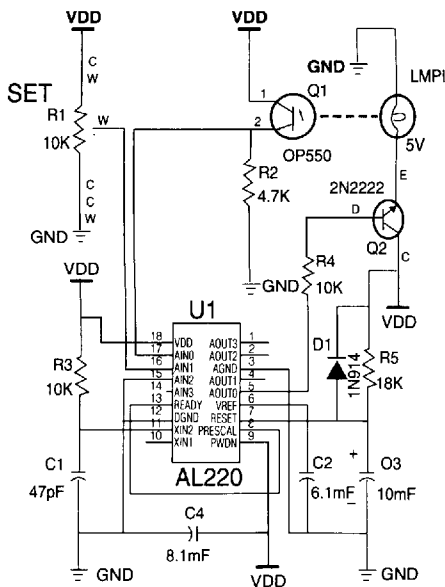 VDD
VDD
C
W
SET
R1
10K
W
C
C
W
GND
VDD
1
2
Q1
OP550
GND
LMPI
5V
R2
4.7K
GND
2N2222
E
D
Q2
C
VDD
R4
10K
D1
1N914
R5
18K
R3
10K
U1
18 VDD AOUT3 1
17 AIN0 AOUT2 2
16 AIN1 AGND 3
15 AIN2 AOUT1 4
14 AIN3 AOUT0 5
13 READY VREF 6
12 DGND RESET 7
11 XIN2 PRESCAL 8
10 XIN1 PWDN 9
AL220
C1
47pF
C4
8.1mF
C2
6.1mF
+
O3
10mF
−
GND
VDD
GND